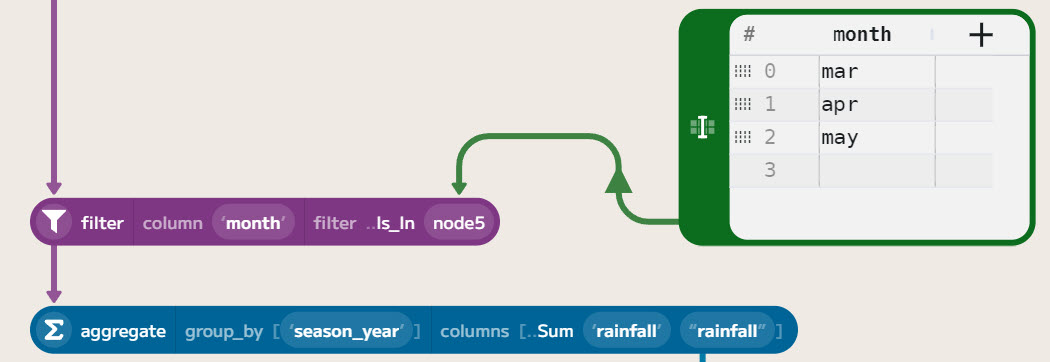 # month +
0 mar
1 apr
2 may
3
filter column ‘month’ filter ..Is_In node5
aggregate group_by [‘season_year’] columns [..Sum ‘rainfall’ “rainfall”]